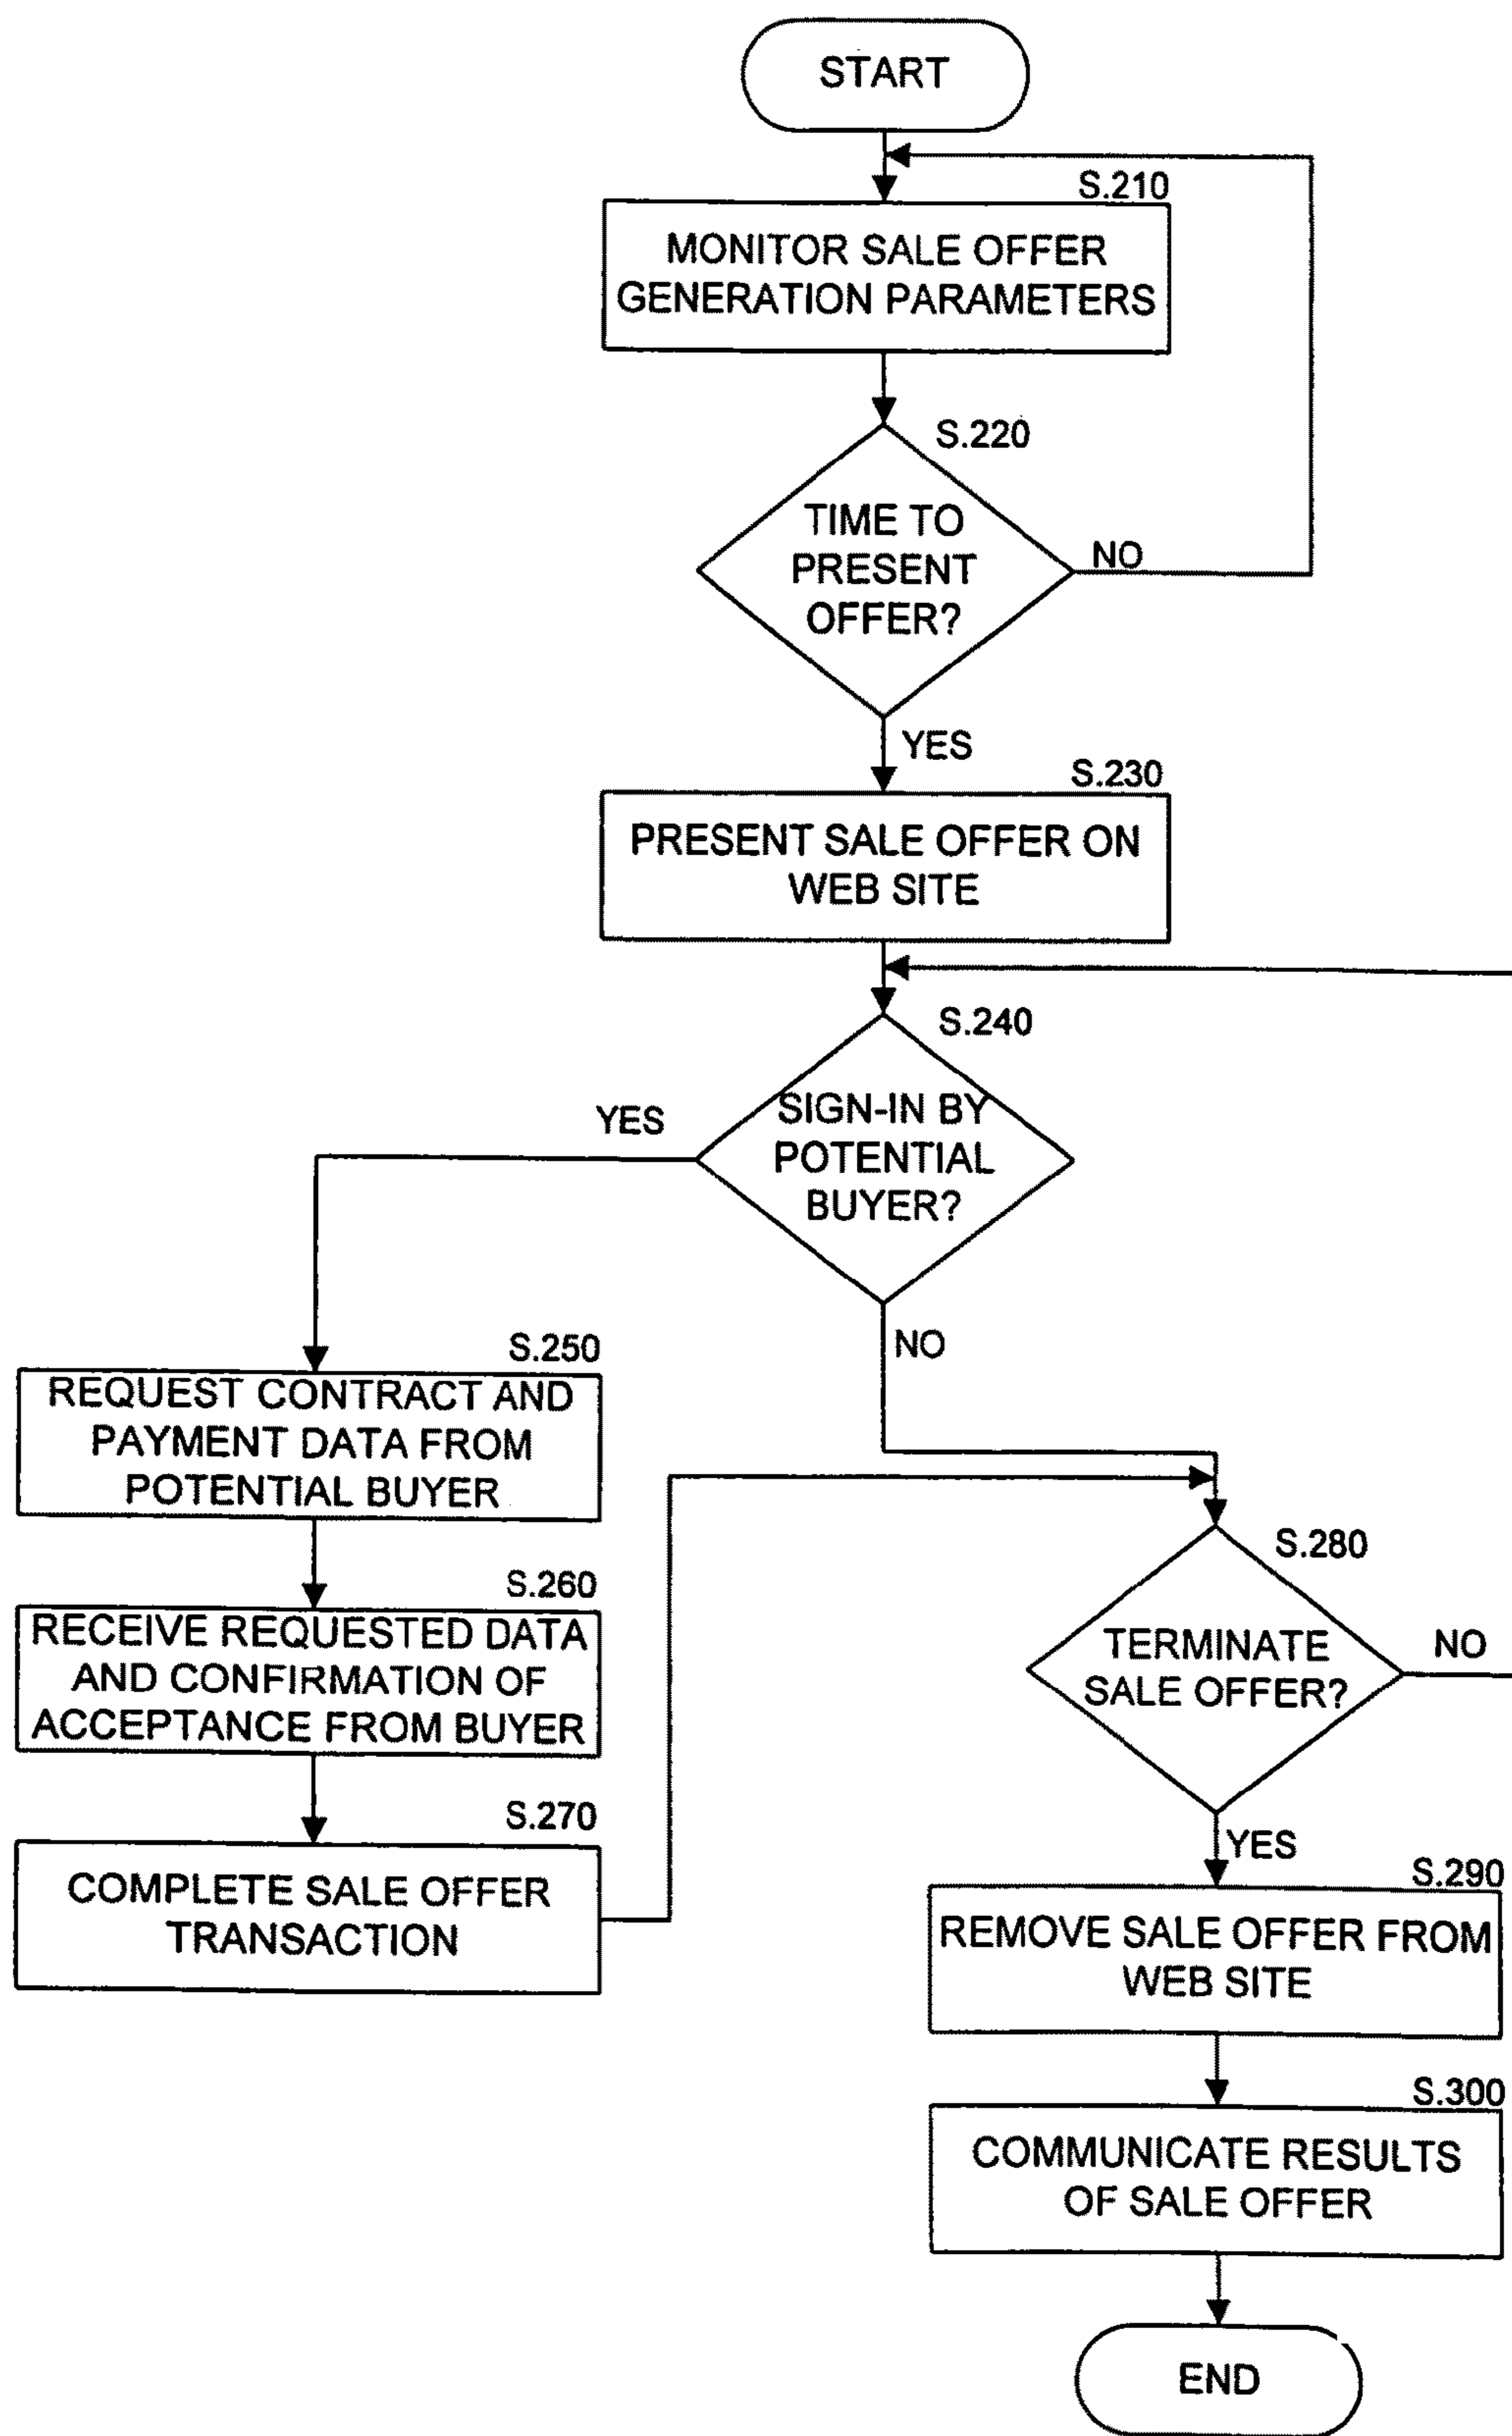 START
S.210
MONITOR SALE OFFER
GENERATION PARAMETERS
S.220
TIME TO
PRESENT
OFFER?
NO
YES
S.230
PRESENT SALE OFFER ON
WEB SITE
S.240
SIGN-IN BY
POTENTIAL
BUYER?
YES
NO
S.250
REQUEST CONTRACT AND
PAYMENT DATA FROM
POTENTIAL BUYER
S.260
RECEIVE REQUESTED DATA
AND CONFIRMATION OF
ACCEPTANCE FROM BUYER
S.270
COMPLETE SALE OFFER
TRANSACTION
S.280
TERMINATE
SALE OFFER?
NO
YES
S.290
REMOVE SALE OFFER FROM
WEB SITE
S.300
COMMUNICATE RESULTS
OF SALE OFFER
END